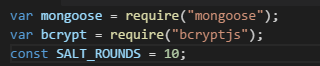 var mongoose = require("mongoose");
var bcrypt = require("bcryptjs");
const SALT_ROUNDS = 10;